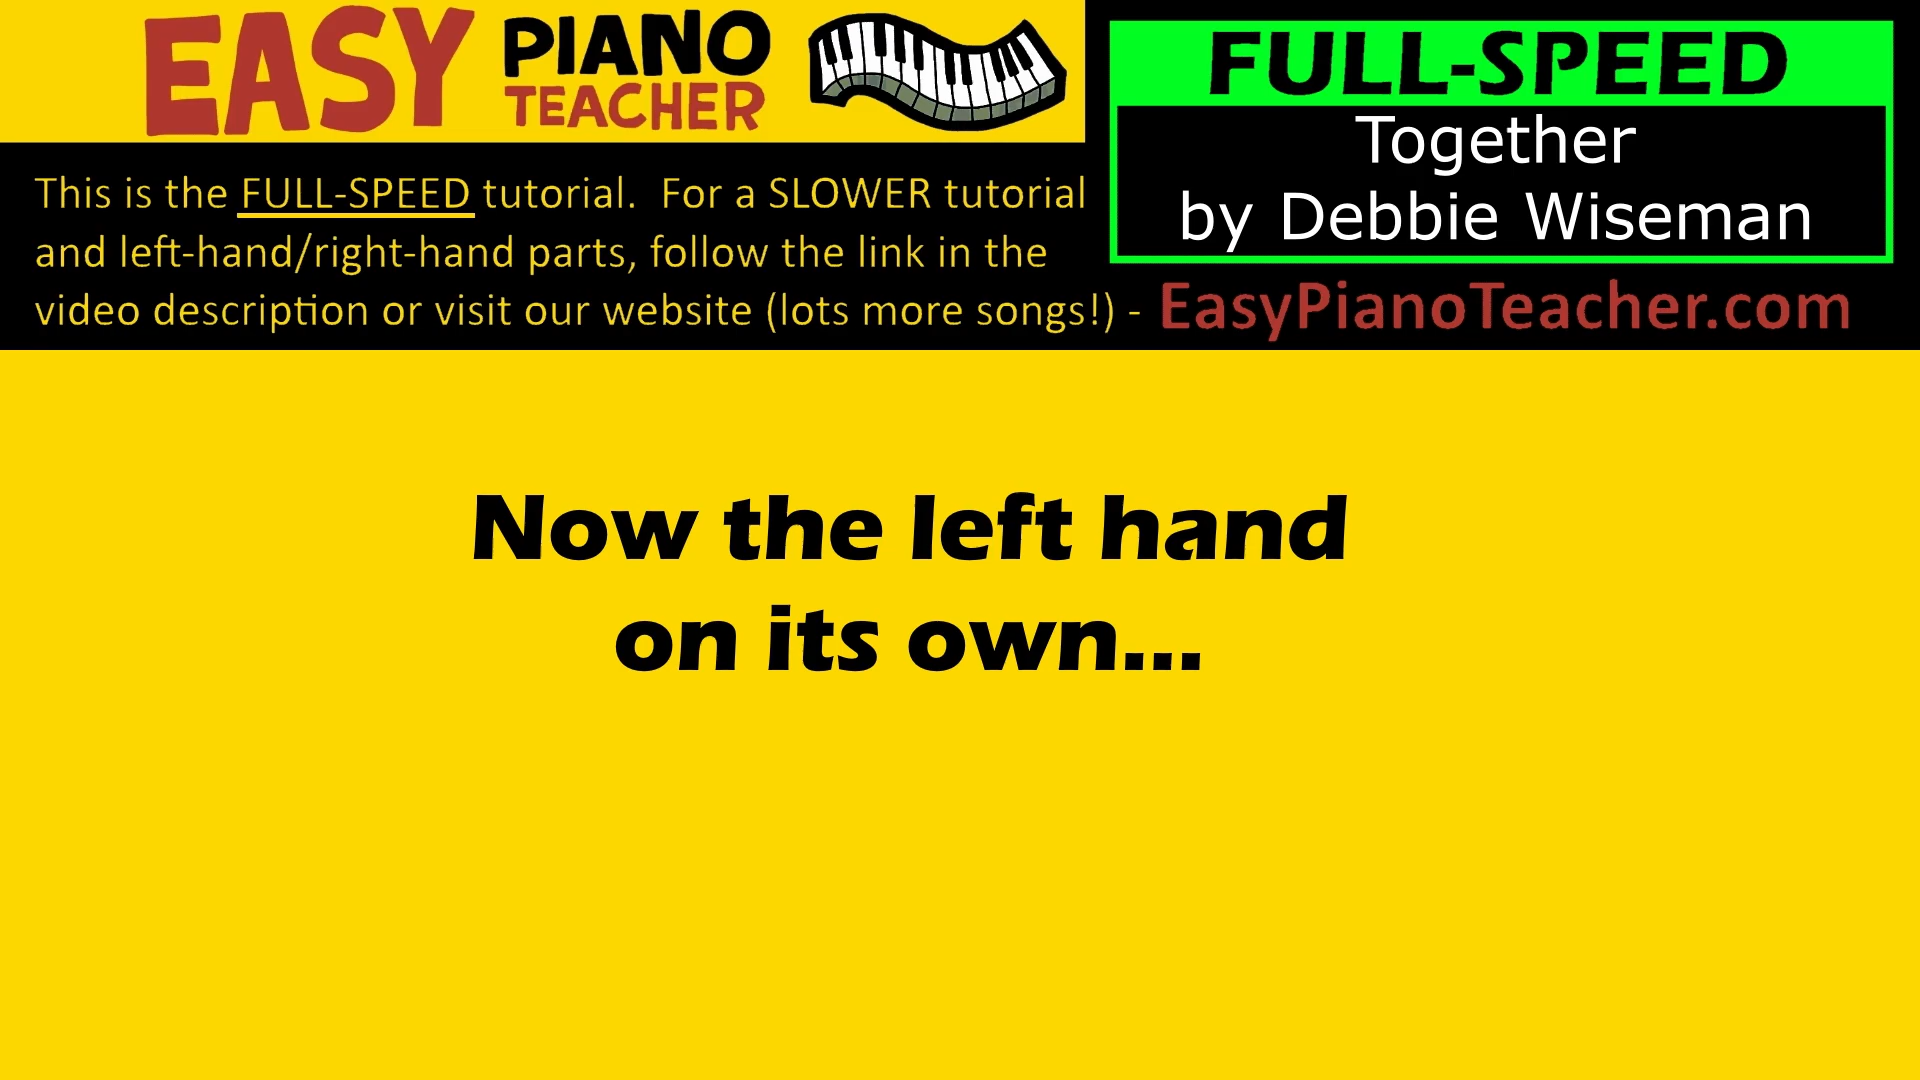 EASY PIANO TEACHER
FULL-SPEED
Together
by Debbie Wiseman
This is the FULL-SPEED tutorial.  For a SLOWER tutorial
and left-hand/right-hand parts, follow the link in the
video description or visit our website (lots more songs!) - EasyPianoTeacher.com
Now the left hand
on its own...